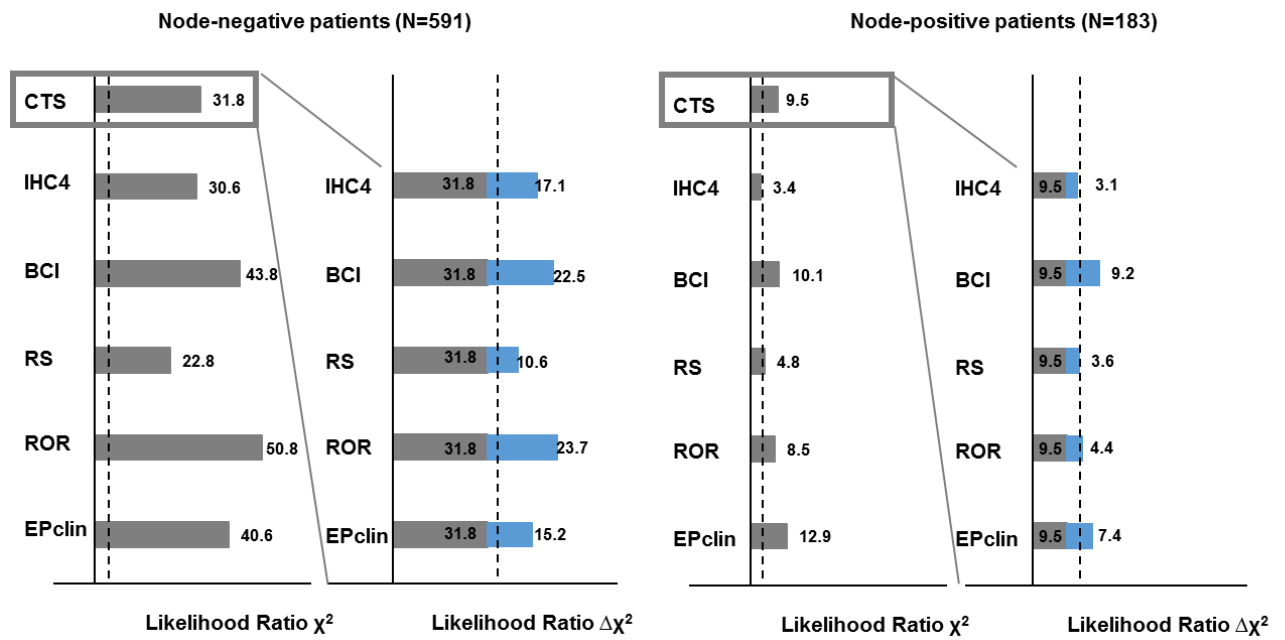 Node-negative patients (N=591)
Node-positive patients (N=183)
CTS 31.8
IHC4 30.6
BCI 43.8
RS 22.8
ROR 50.8
EPclin 40.6
Likelihood Ratio χ²
IHC4 31.8 17.1
BCI 31.8 22.5
RS 31.8 10.6
ROR 31.8 23.7
EPclin 31.8 15.2
Likelihood Ratio Δχ²
CTS 9.5
IHC4 3.4
BCI 10.1
RS 4.8
ROR 8.5
EPclin 12.9
Likelihood Ratio χ²
IHC4 9.5 3.1
BCI 9.5 9.2
RS 9.5 3.6
ROR 9.5 4.4
EPclin 9.5 7.4
Likelihood Ratio Δχ²